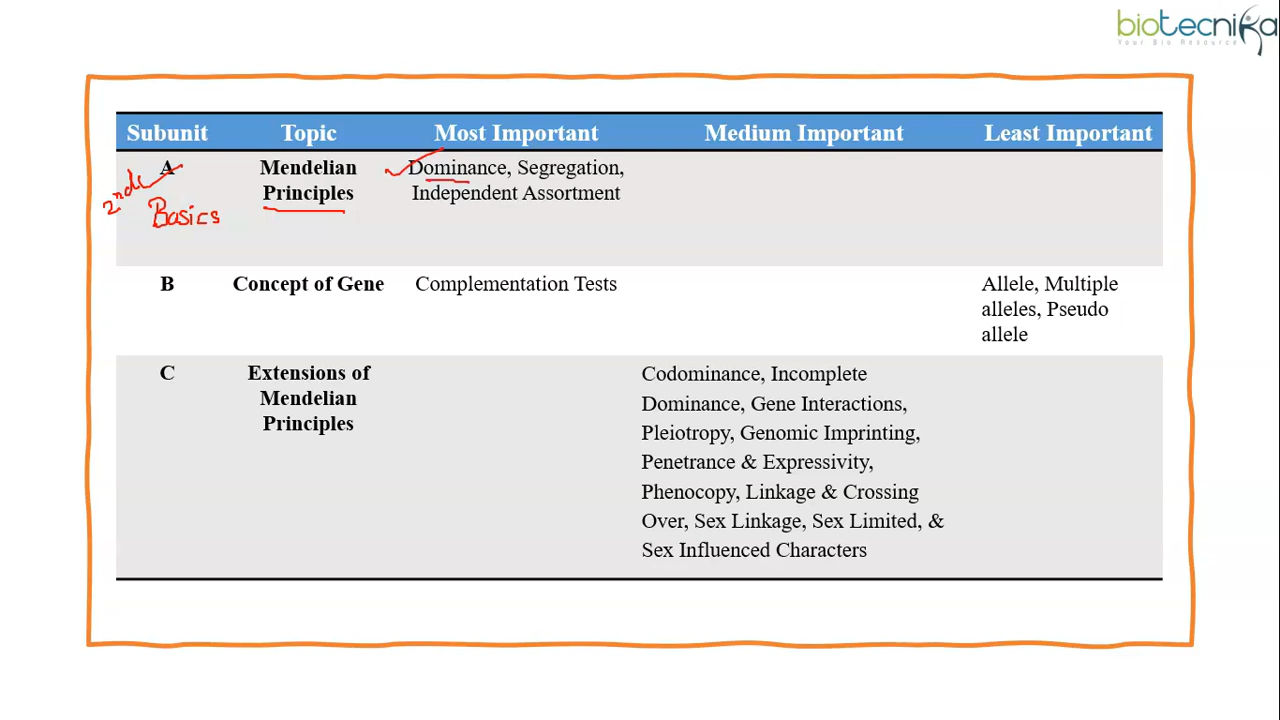 biotecnika
Your Bio Resource
Subunit Topic Most Important Medium Important Least Important
A Mendelian Principles Dominance, Segregation, Independent Assortment
Basics
B Concept of Gene Complementation Tests Allele, Multiple alleles, Pseudo allele
C Extensions of Mendelian Principles Codominance, Incomplete
Dominance, Gene Interactions,
Pleiotropy, Genomic Imprinting,
Penetrance & Expressivity,
Phenocopy, Linkage & Crossing
Over, Sex Linkage, Sex Limited, &
Sex Influenced Characters